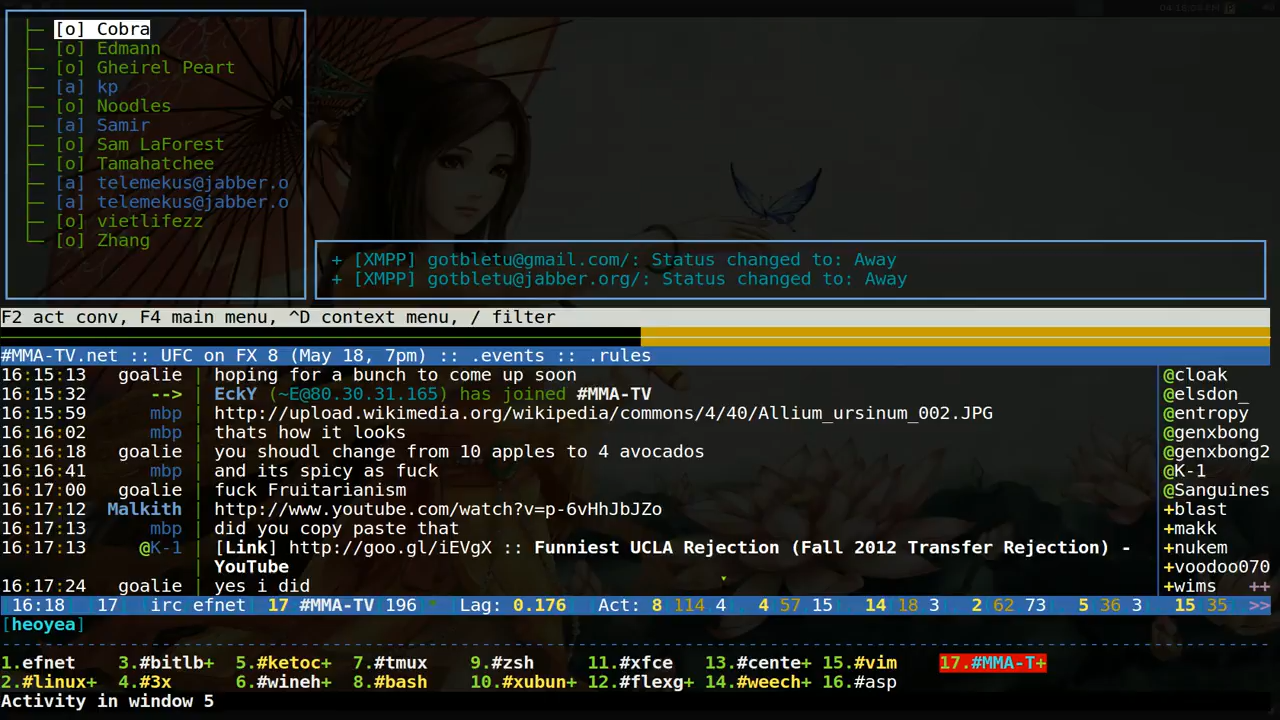 04:18:00 PM
[o] Cobra
[o] Edmann
[o] Gheirel Peart
[a] kp
[o] Noodles
[a] Samir
[o] Sam LaForest
[o] Tamahatchee
[a] telemekus@jabber.o
[a] telemekus@jabber.o
[o] vietlifezz
[o] Zhang
+ [XMPP] gotbletu@gmail.com/: Status changed to: Away
+ [XMPP] gotbletu@jabber.org/: Status changed to: Away
F2 act conv, F4 main menu, ^D context menu, / filter
#MMA-TV.net :: UFC on FX 8 (May 18, 7pm) :: .events :: .rules
16:15:13 goalie | hoping for a bunch to come up soon @cloak
16:15:32 --> | EckY (~E@80.30.31.165) has joined #MMA-TV @elsdon_
16:15:59 mbp | http://upload.wikimedia.org/wikipedia/commons/4/40/Allium_ursinum_002.JPG @entropy
16:16:02 mbp | thats how it looks @genxbong
16:16:18 goalie | you shoudl change from 10 apples to 4 avocados @genxbong2
16:16:41 mbp | and its spicy as fuck @K-1
16:17:00 goalie | fuck Fruitarianism @Sanguines
16:17:12 Malkith | http://www.youtube.com/watch?v=p-6vHhJbJZo +blast
16:17:13 mbp | did you copy paste that +makk
16:17:13 @K-1 | [Link] http://goo.gl/iEVgX :: Funniest UCLA Rejection (Fall 2012 Transfer Rejection) - +nukem
| YouTube +voodoo070
16:17:24 goalie | yes i did +wims ++
16:18 17 irc efnet 17 #MMA-TV 196 * Lag: 0.176 Act: 8 114 4 4 57 15 14 18 3 2 62 73 5 36 3 15 35 >>
[heoyea]
1.efnet 3.#bitlb+ 5.#ketoc+ 7.#tmux 9.#zsh 11.#xfce 13.#cente+ 15.#vim 17.#MMA-T+
2.#linux+ 4.#3x 6.#wineh+ 8.#bash 10.#xubun+ 12.#flexg+ 14.#weech+ 16.#asp
Activity in window 5